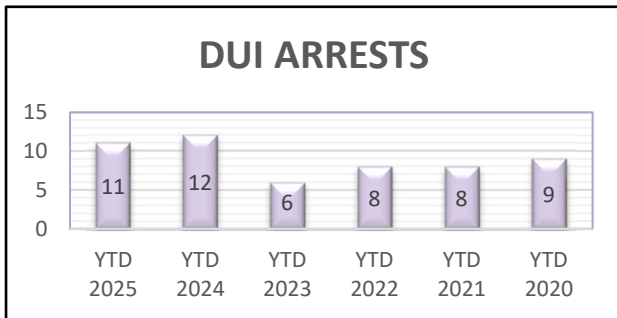 DUI ARRESTS
15
10
5
0
11
12
6
8
8
9
YTD 2025
YTD 2024
YTD 2023
YTD 2022
YTD 2021
YTD 2020